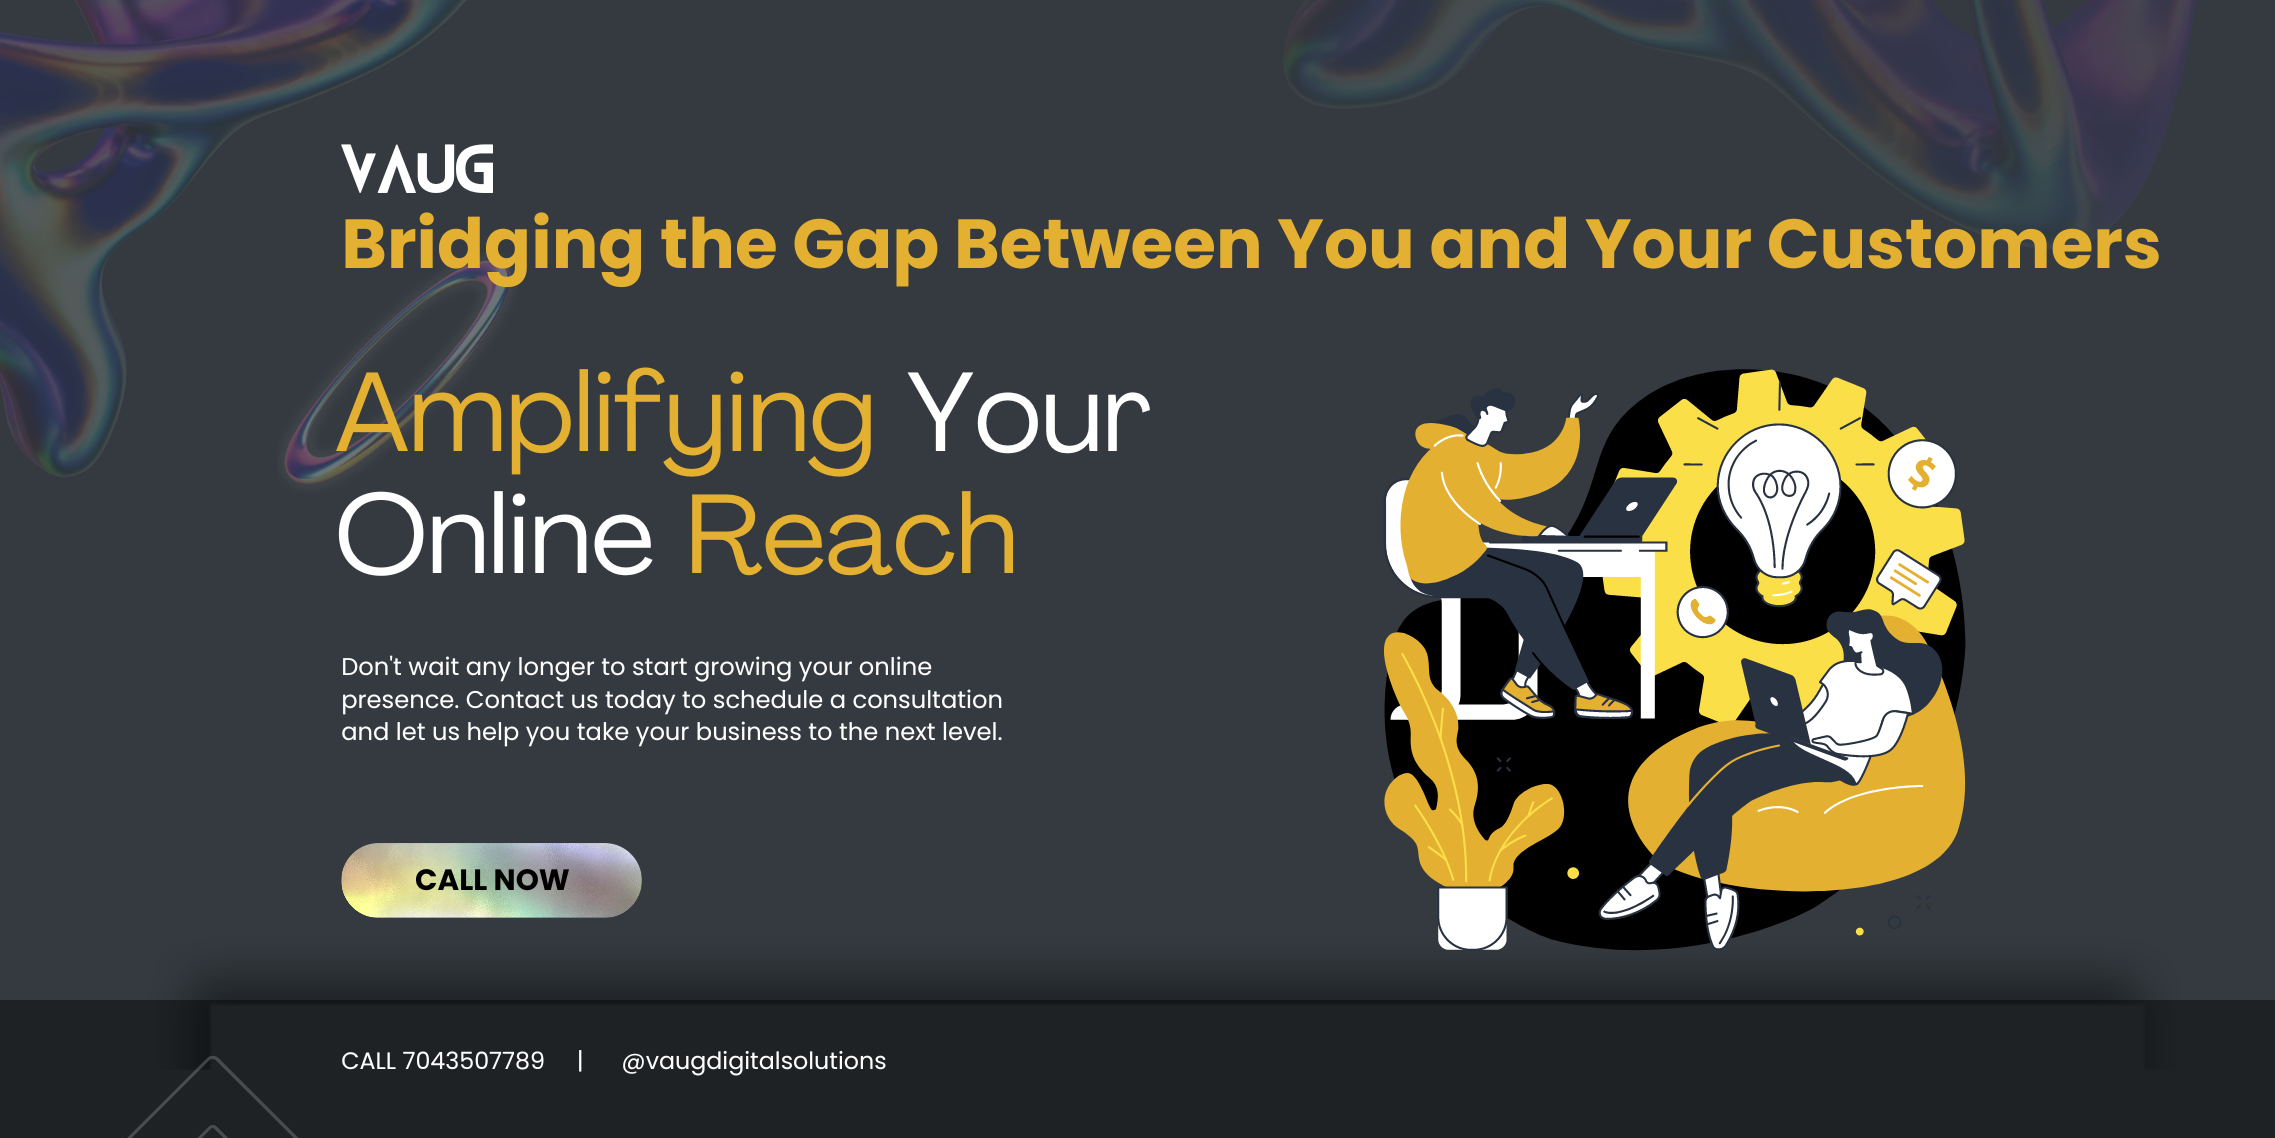 VAUG
Bridging the Gap Between You and Your Customers
Amplifying Your
Online Reach
Don't wait any longer to start growing your online
presence. Contact us today to schedule a consultation
and let us help you take your business to the next level.
CALL NOW
$
CALL 7043507789 | @vaugdigitalsolutions